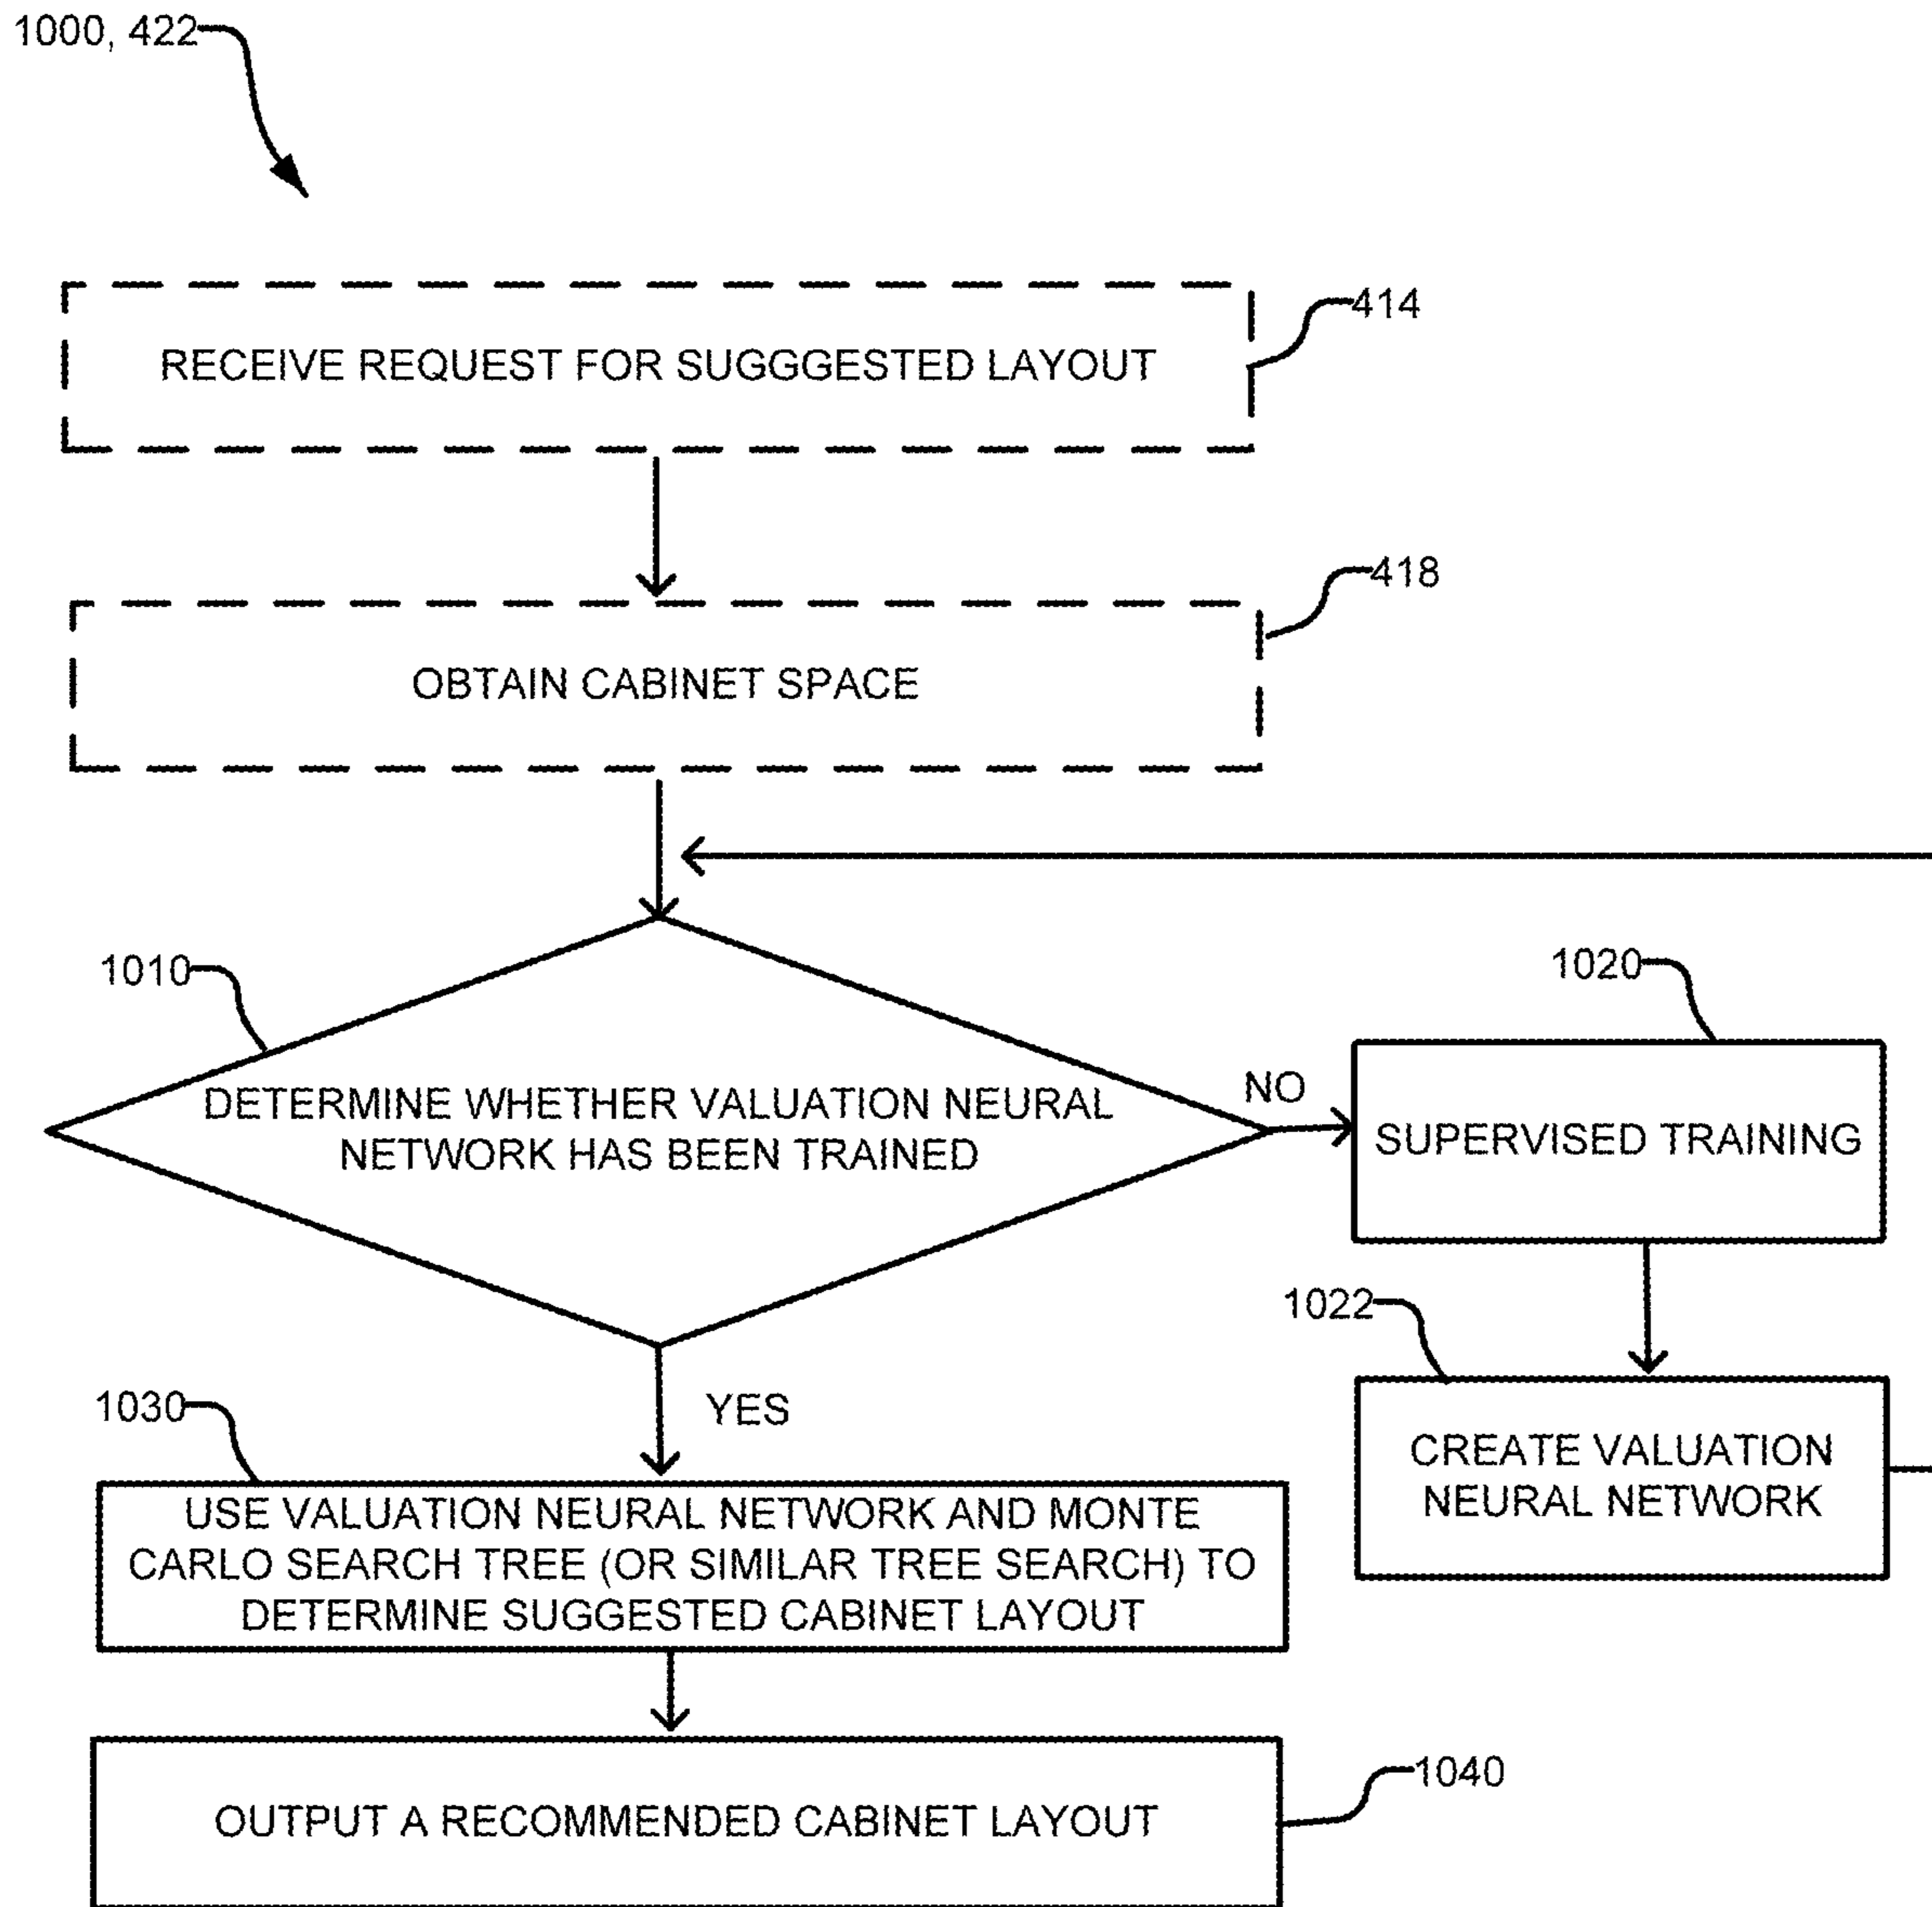 1000, 422
414
RECEIVE REQUEST FOR SUGGGESTED LAYOUT
418
OBTAIN CABINET SPACE
1010
DETERMINE WHETHER VALUATION NEURAL
NETWORK HAS BEEN TRAINED
NO
1020
SUPERVISED TRAINING
1022
CREATE VALUATION
NEURAL NETWORK
YES
1030
USE VALUATION NEURAL NETWORK AND MONTE
CARLO SEARCH TREE (OR SIMILAR TREE SEARCH) TO
DETERMINE SUGGESTED CABINET LAYOUT
1040
OUTPUT A RECOMMENDED CABINET LAYOUT